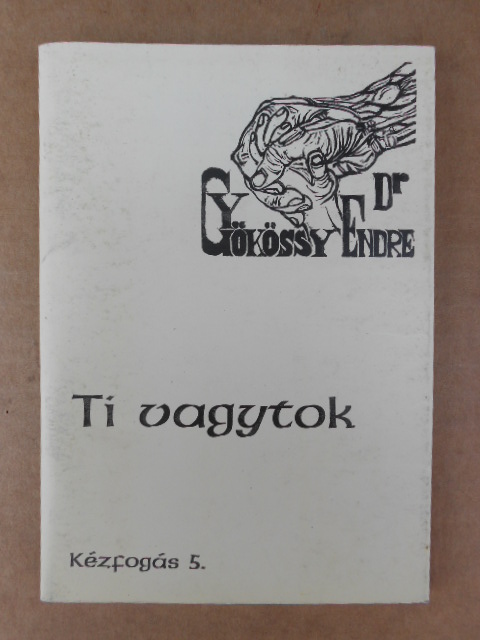 Dr
Gyökössy Endre
Ti vagytok
Kézfogás 5.